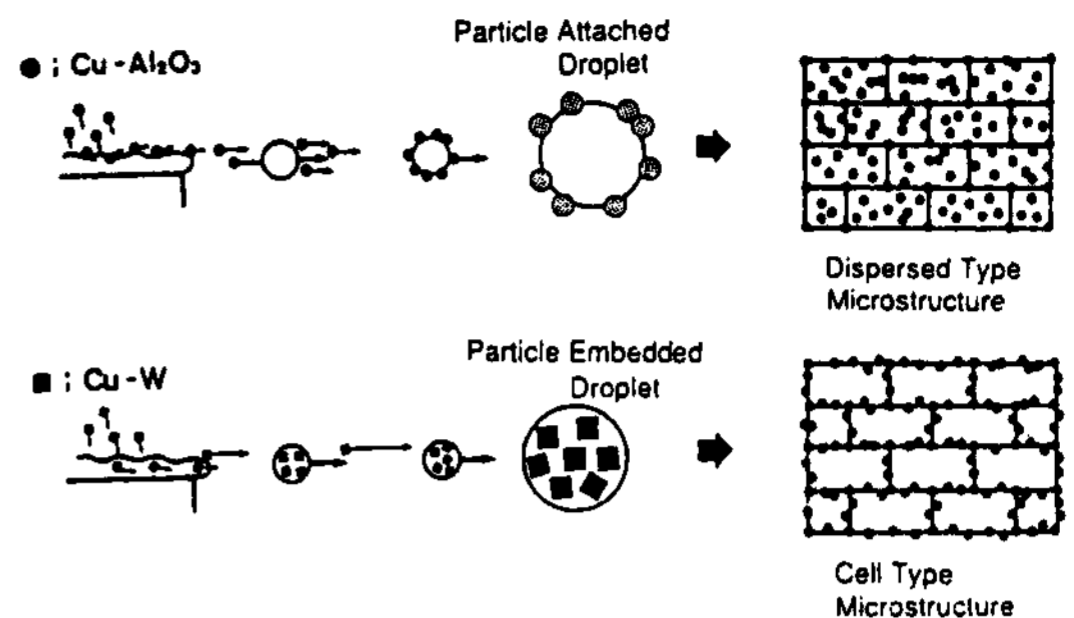 ; Cu-Al₂O₃
Particle Attached
Droplet
Dispersed Type
Microstructure
; Cu-W
Particle Embedded
Droplet
Cell Type
Microstructure